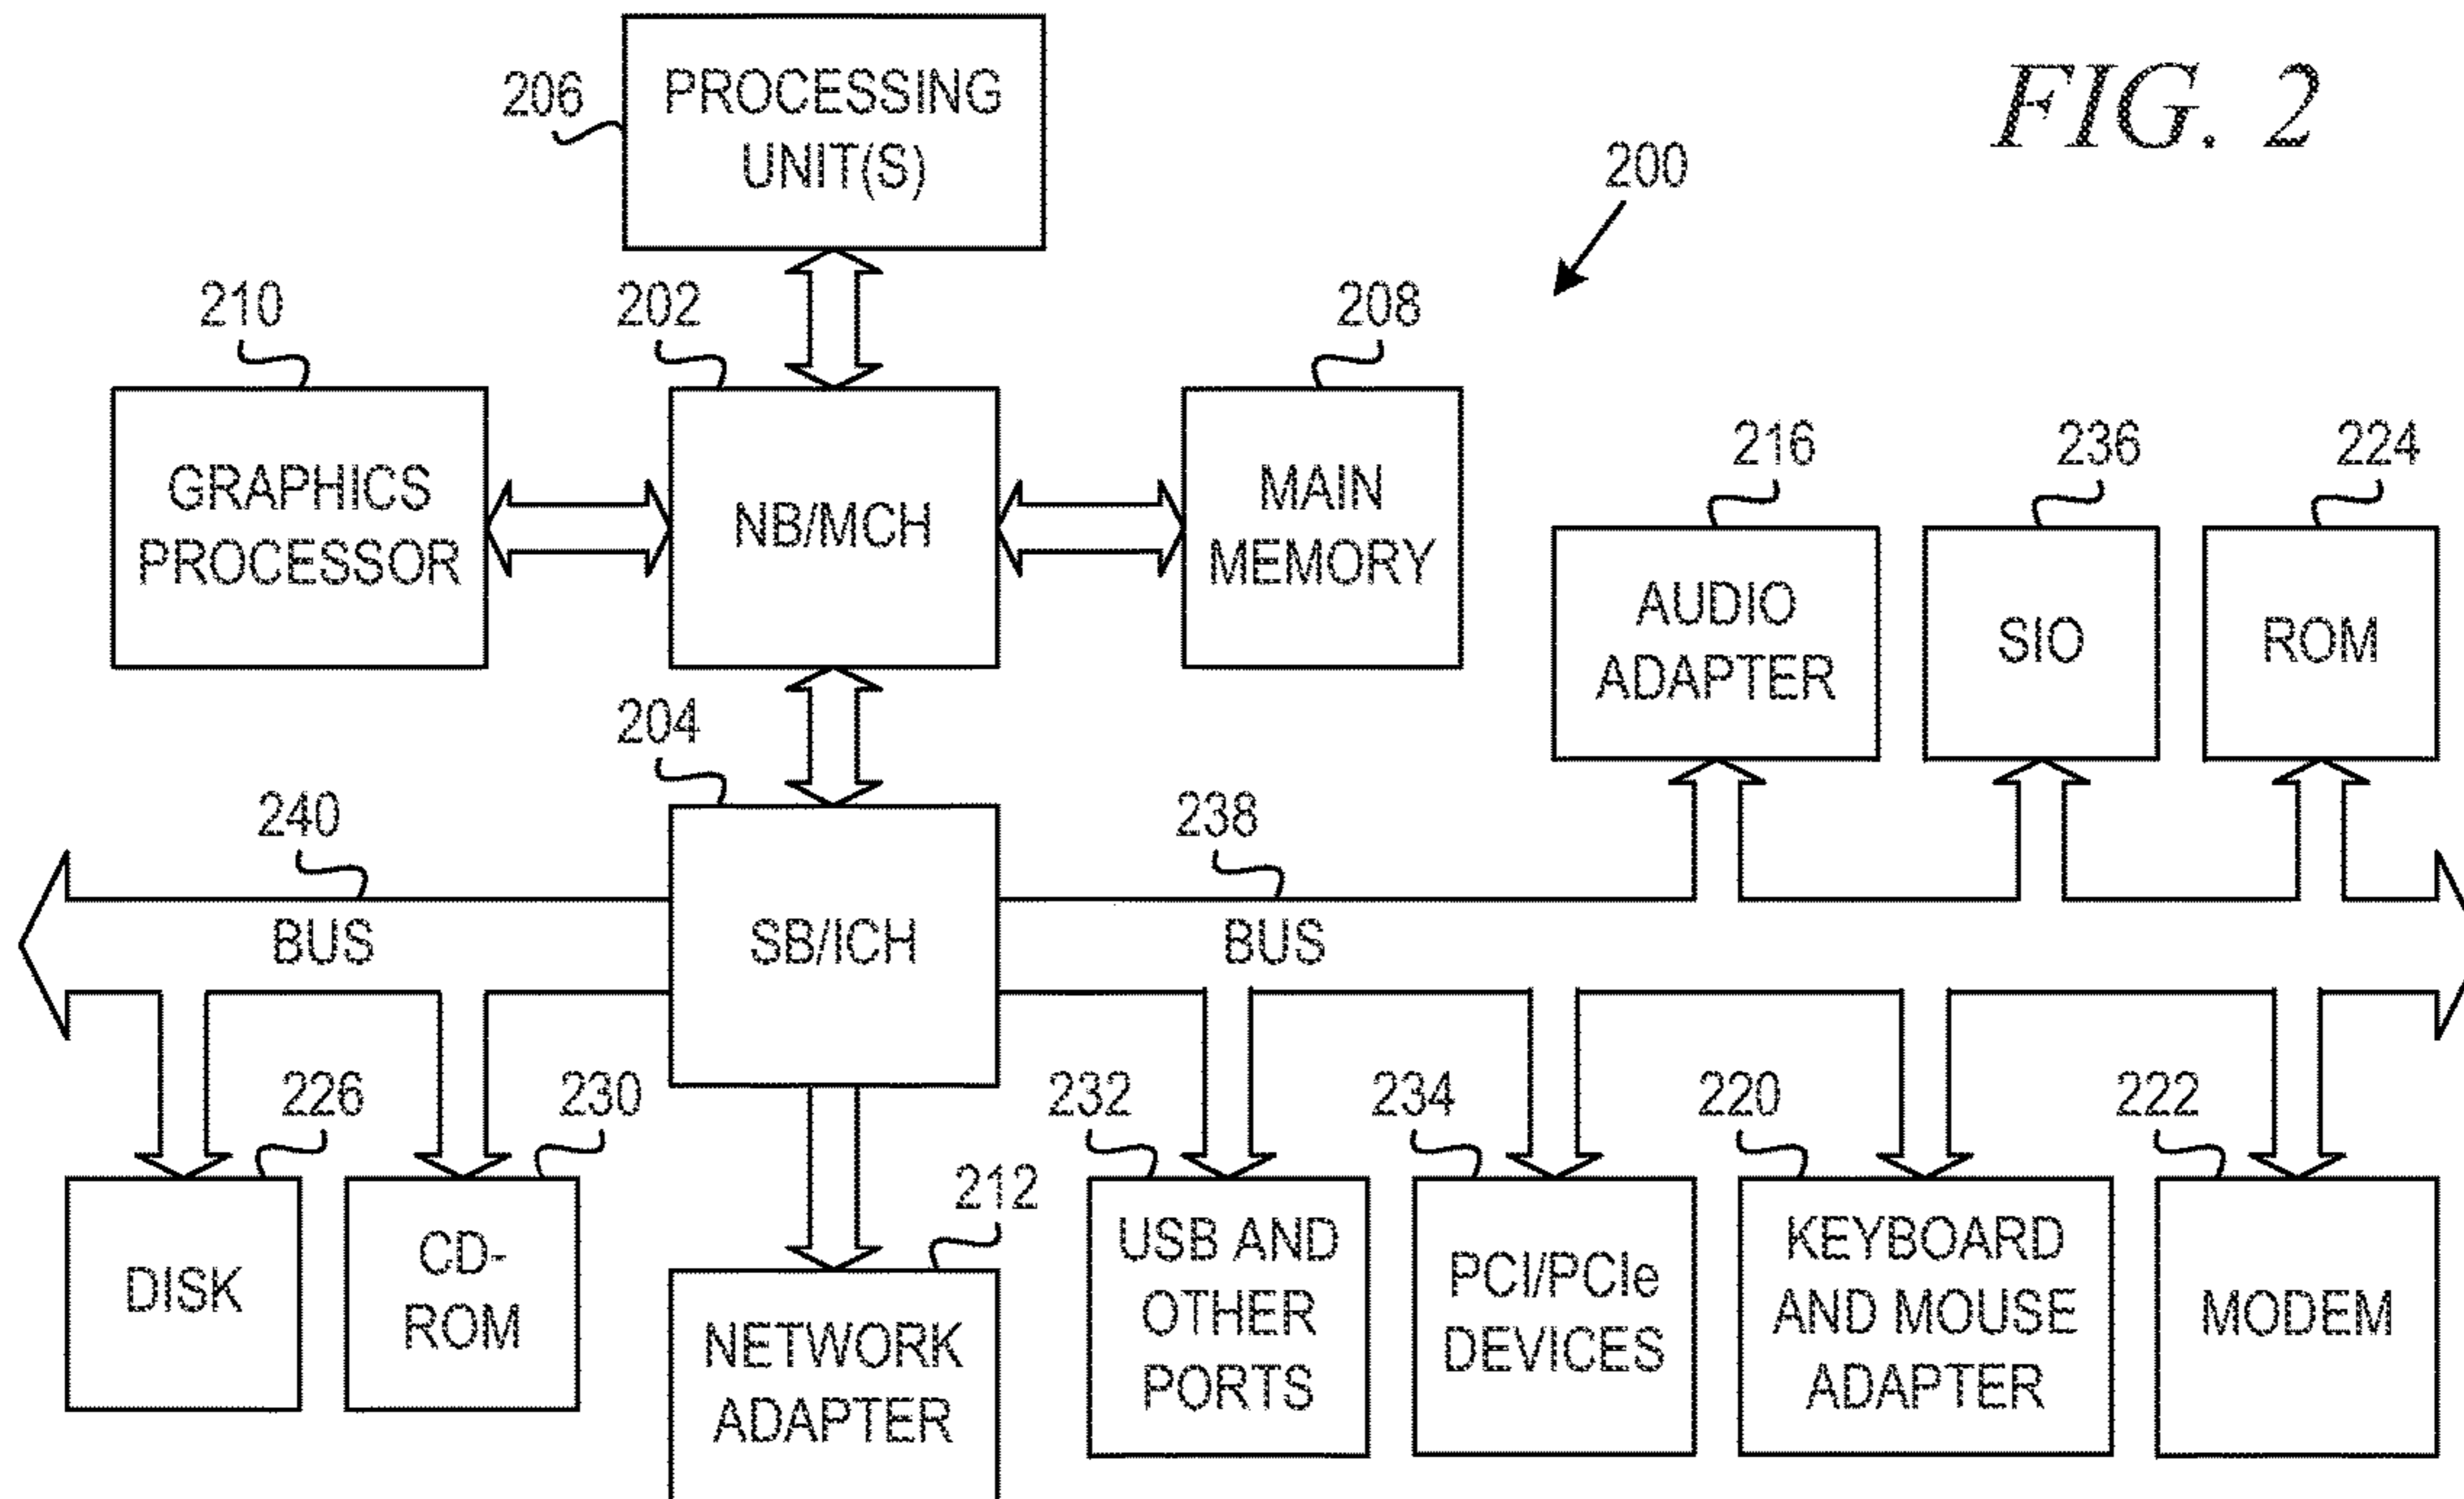 FIG. 2
206
PROCESSING
UNIT(S)
200
210
202
208
GRAPHICS
PROCESSOR
NB/MCH
MAIN
MEMORY
216
236
224
AUDIO
ADAPTER
SIO
ROM
204
240
238
BUS
SB/ICH
BUS
226
230
212
232
234
220
222
DISK
CD-
ROM
NETWORK
ADAPTER
USB AND
OTHER
PORTS
PCI/PCIe
DEVICES
KEYBOARD
AND MOUSE
ADAPTER
MODEM